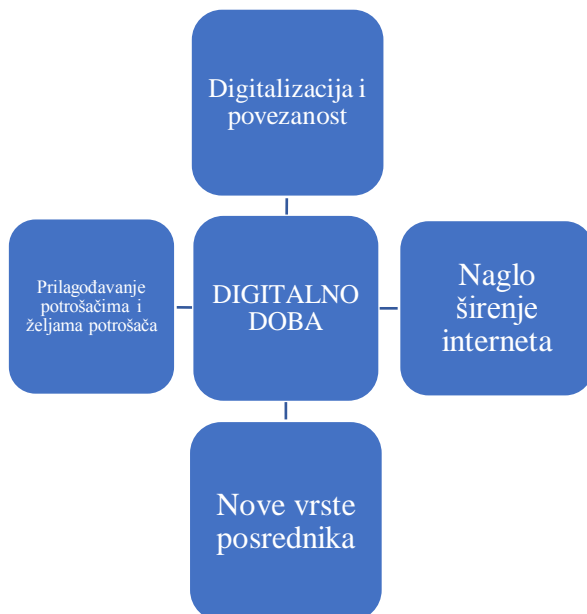 Digitalizacija i
povezanost
Prilagođavanje
potrošačima i
željama potrošača
DIGITALNO
DOBA
Naglo
širenje
interneta
Nove vrste
posrednika